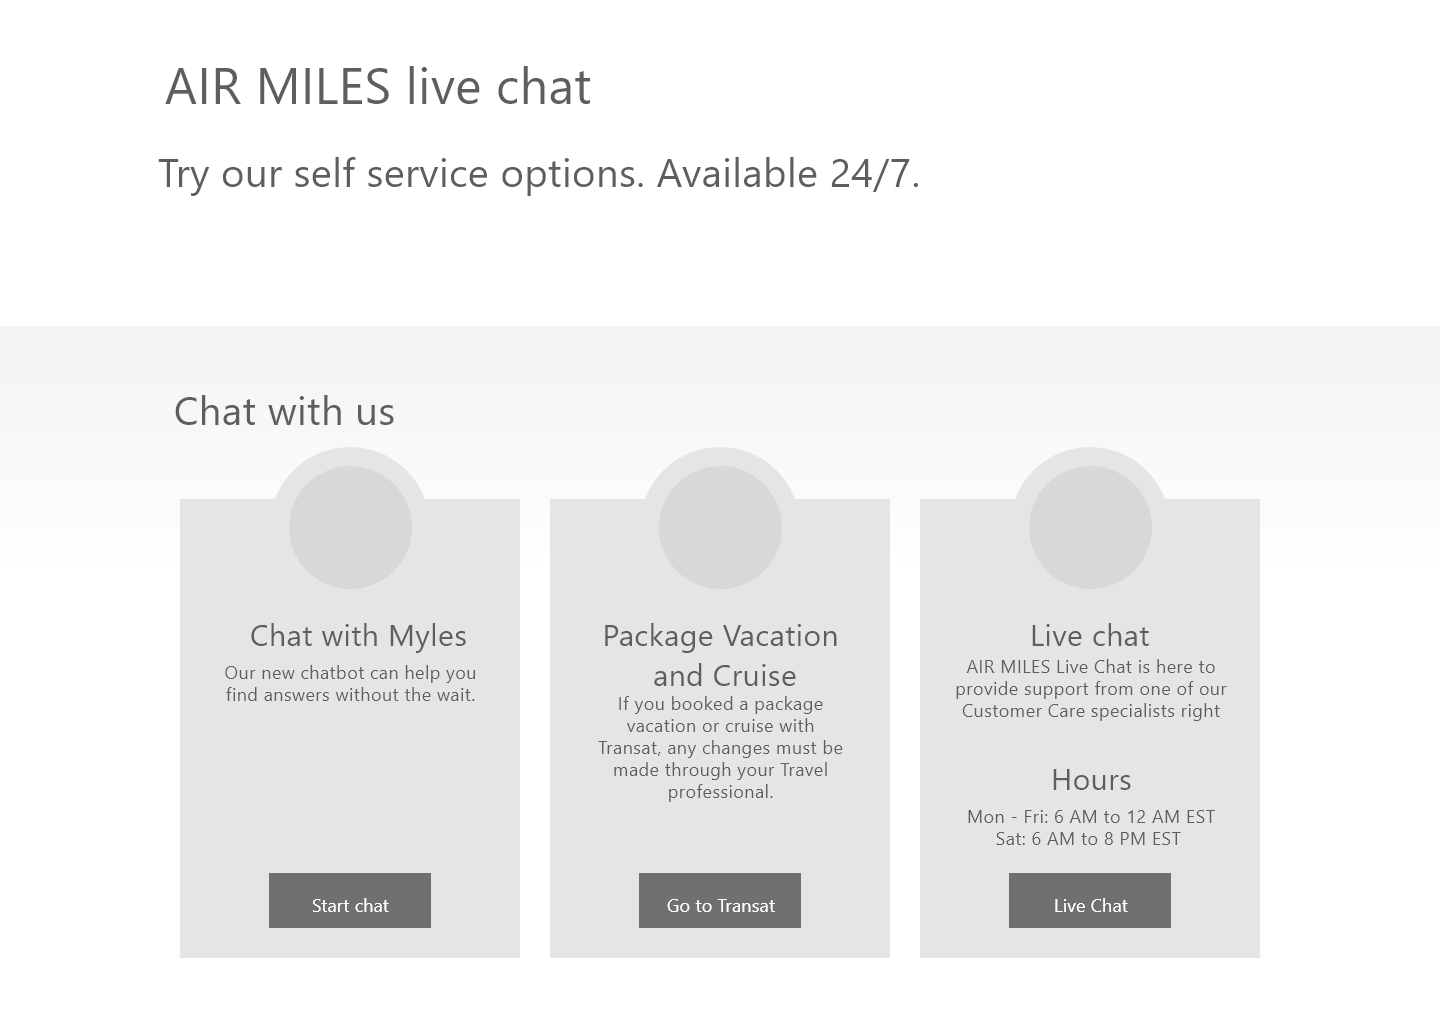 AIR MILES live chat
Try our self service options. Available 24/7.
Chat with us
Chat with Myles
Our new chatbot can help you
find answers without the wait.
Start chat
Package Vacation
and Cruise
If you booked a package
vacation or cruise with
Transat, any changes must be
made through your Travel
professional.
Go to Transat
Live chat
AIR MILES Live Chat is here to
provide support from one of our
Customer Care specialists right
Hours
Mon - Fri: 6 AM to 12 AM EST
Sat: 6 AM to 8 PM EST
Live Chat